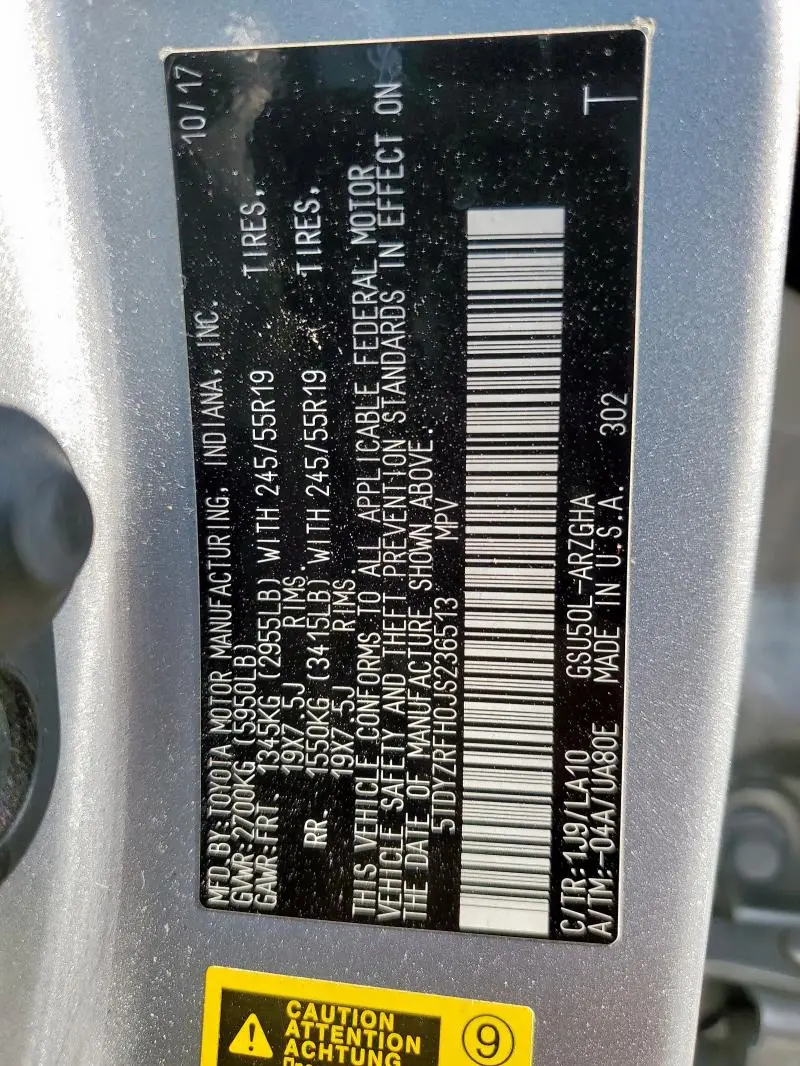 MFD.BY:TOYOTA MOTOR MANUFACTURING, INDIANA, INC. 10/17
GVWR:2700KG (5950LB)
GAWR:FRT. 1345KG (2955LB) WITH 245/55R19 TIRES,
19X7.5J RIMS.
RR. 1550KG (3415LB) WITH 245/55R19 TIRES,
19X7.5J RIMS
THIS VEHICLE CONFORMS TO ALL APPLICABLE FEDERAL MOTOR
VEHICLE SAFETY AND THEFT PREVENTION STANDARDS IN EFFECT ON
THE DATE OF MANUFACTURE SHOWN ABOVE.
5TDYZRFH0JS236513 MPV
C/TR:1J9/LA10 GSU50L-ARZGHA T
A/TM:-04A/UA80E MADE IN U.S.A. 302
CAUTION
ATTENTION
ACHTUNG
9